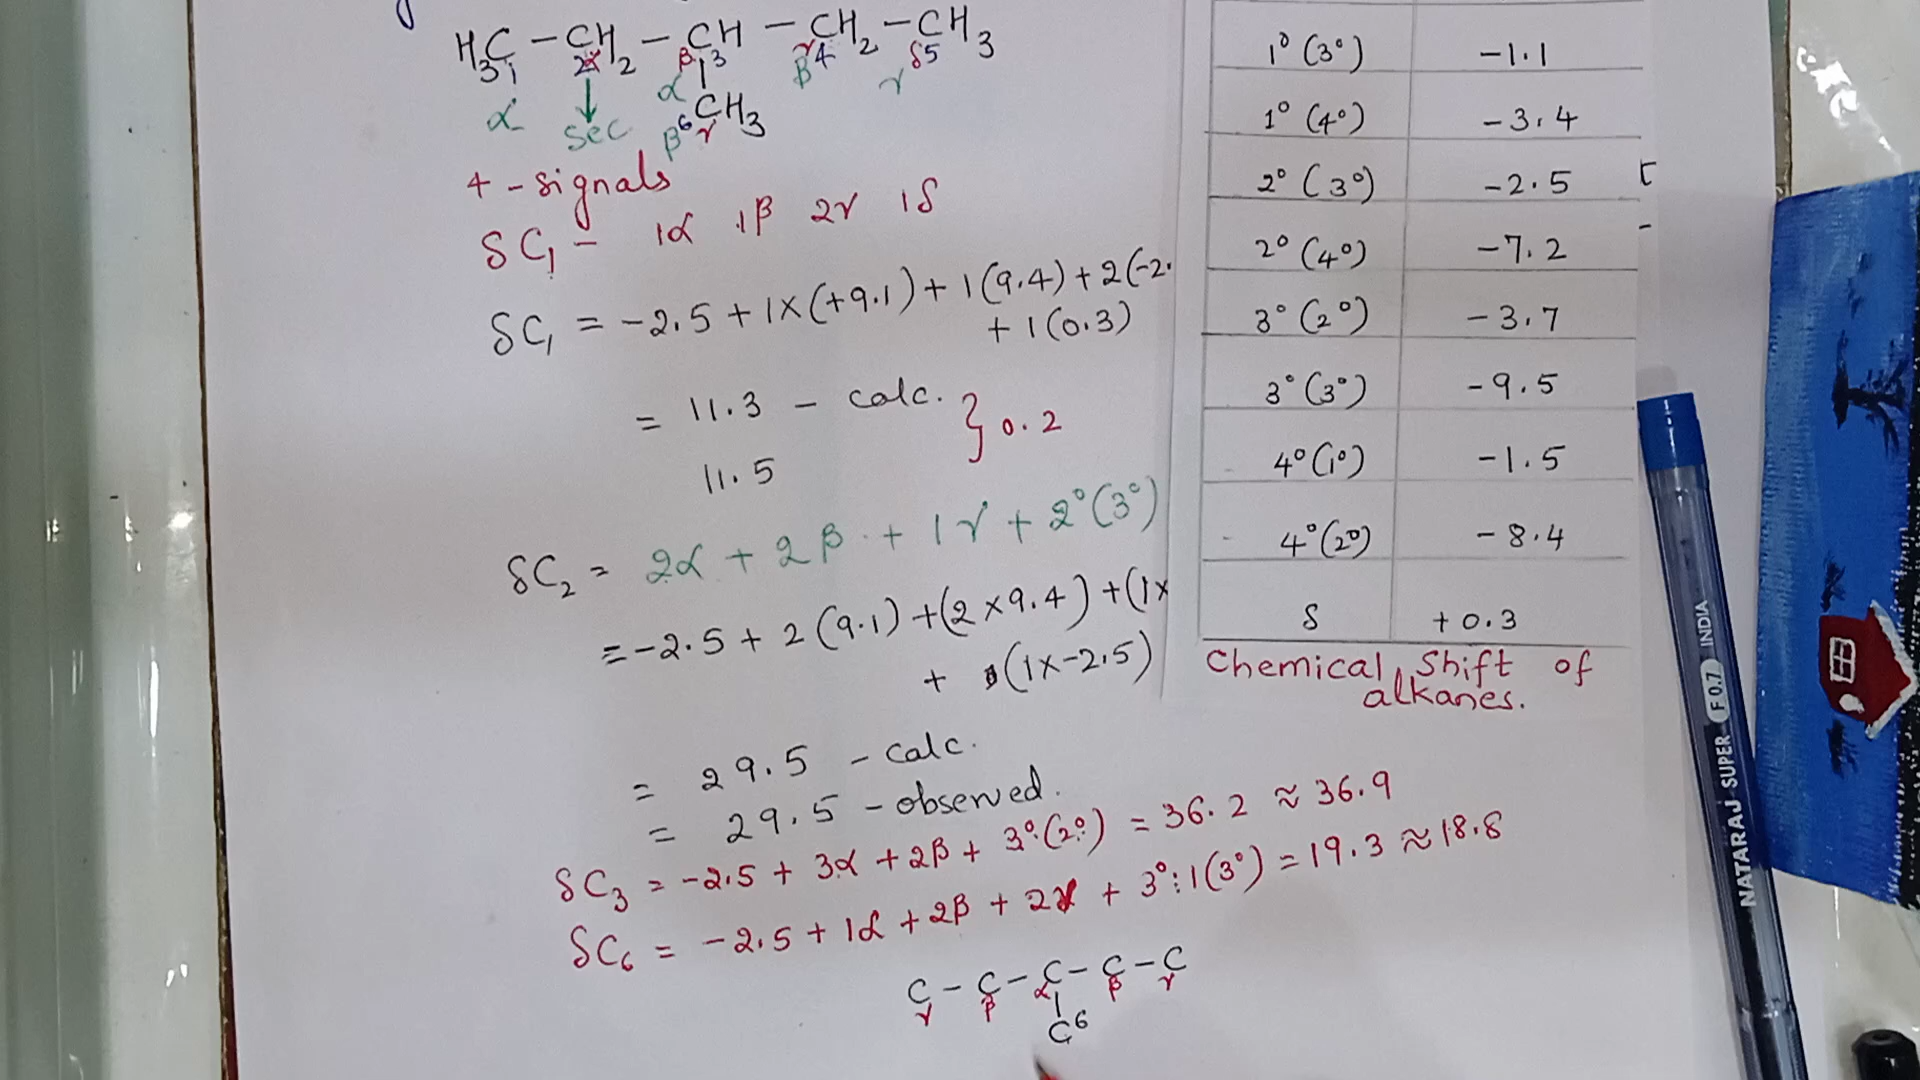 H3C - CH2 - CH - CH2 - CH3
1 2α β 3 γ 4 δ 5
α sec α β γ
β 6 CH3 γ
4 - signals
δC1 - 1α 1β 2γ 1δ
δC1 = -2.5 + 1×(+9.1) + 1(9.4) + 2(-2.
+ 1(0.3)
= 11.3 - calc. } 0.2
11.5
δC2 = 2α + 2β + 1γ + 2°(3°)
= -2.5 + 2(9.1) + (2×9.4) + (1×
+ (1×-2.5)
= 29.5 - calc.
= 29.5 - observed.
δC3 = -2.5 + 3α + 2β + 3°(2°) = 36.2 ≈ 36.9
δC6 = -2.5 + 1α + 2β + 2γ + 3°:1(3°) = 19.3 ≈ 18.8
C - C - C - C - C
γ β α β γ
C6
1° (3°) -1.1
1° (4°) -3.4
2° (3°) -2.5
2° (4°) -7.2
3° (2°) -3.7
3° (3°) -9.5
4° (1°) -1.5
4° (2°) -8.4
δ +0.3
Chemical Shift of
alkanes.
NATARAJ SUPER F 0.7 INDIA